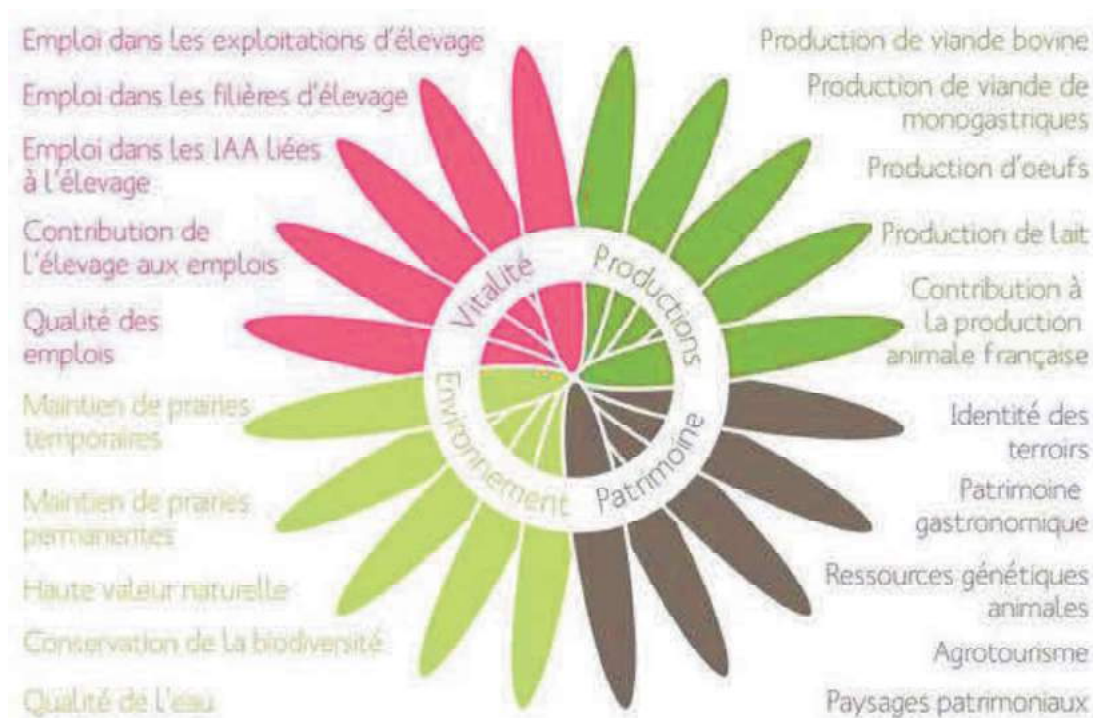 Emploi dans les exploitations d'élevage
Emploi dans les filières d'élevage
Emploi dans les IAA liées
à l'élevage
Contribution de
l'élevage aux emplois
Qualité des
emplois
Maintien de prairies
temporaires
Maintien de prairies
permanentes
Haute valeur naturelle
Conservation de la biodiversité
Qualité de l'eau
Vitalité
Productions
Environnement
Patrimoine
Production de viande bovine
Production de viande de
monogastriques
Production d'oeufs
Production de lait
Contribution à
la production
animale française
Identité des
terroirs
Patrimoine
gastronomique
Ressources génétiques
animales
Agrotourisme
Paysages patrimoniaux